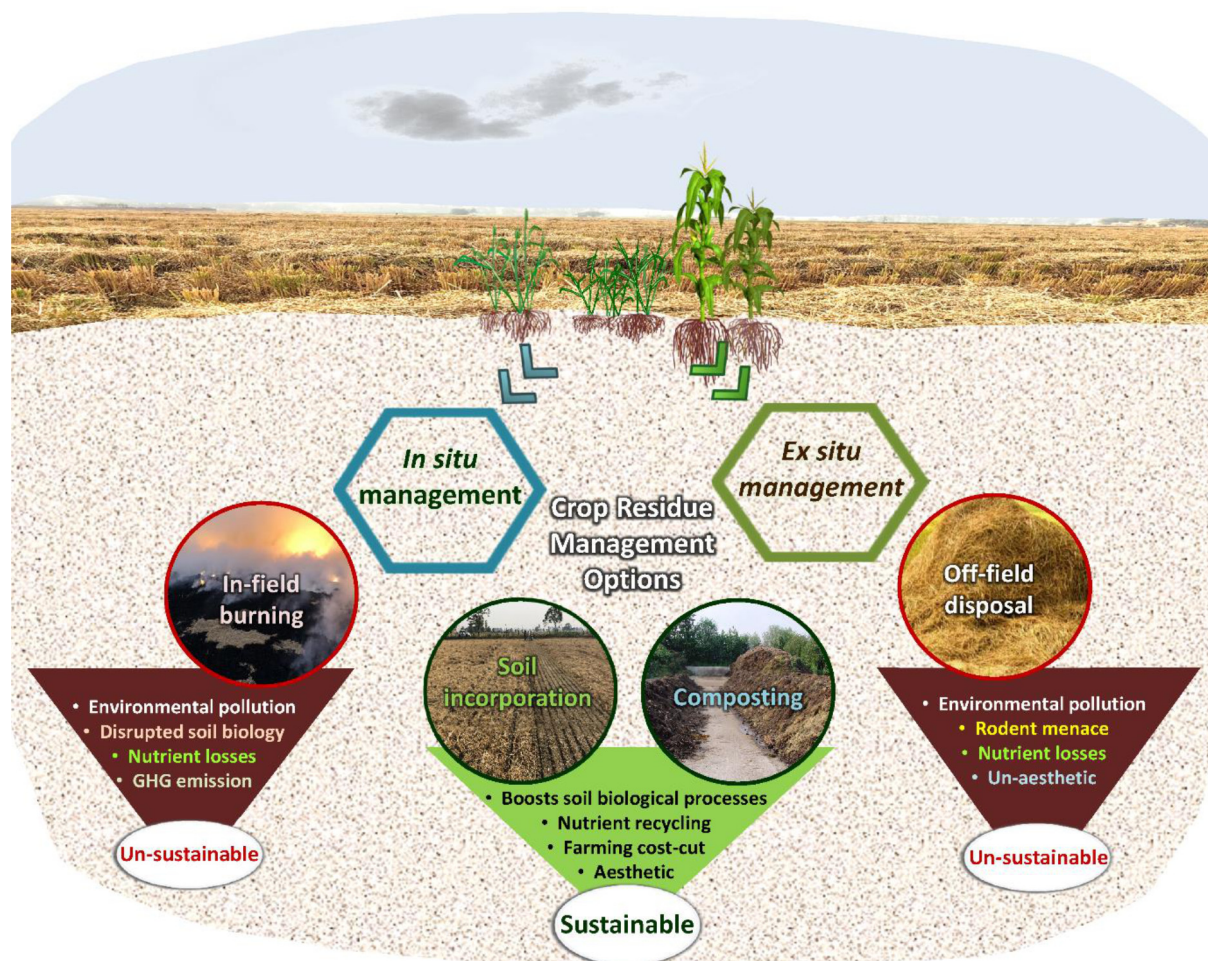 In situ
management
Ex situ
management
Crop Residue
Management
Options
In-field
burning
Off-field
disposal
Soil
incorporation
Composting
• Environmental pollution
• Disrupted soil biology
• Nutrient losses
• GHG emission
Un-sustainable
• Boosts soil biological processes
• Nutrient recycling
• Farming cost-cut
• Aesthetic
Sustainable
• Environmental pollution
• Rodent menace
• Nutrient losses
• Un-aesthetic
Un-sustainable